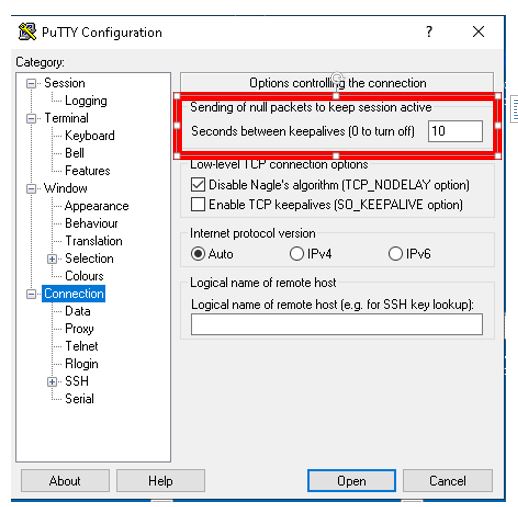 PuTTY Configuration
?
Category:
Session
Logging
Terminal
Keyboard
Bell
Features
Window
Appearance
Behaviour
Translation
Selection
Colours
Connection
Data
Proxy
Telnet
Rlogin
SSH
Serial
Options controlling the connection
Sending of null packets to keep session active
Seconds between keepalives (0 to turn off)
10
Low-level TCP connection options
Disable Nagle's algorithm (TCP_NODELAY option)
Enable TCP keepalives (SO_KEEPALIVE option)
Internet protocol version
Auto IPv4 IPv6
Logical name of remote host
Logical name of remote host (e.g. for SSH key lookup):
About Help Open Cancel